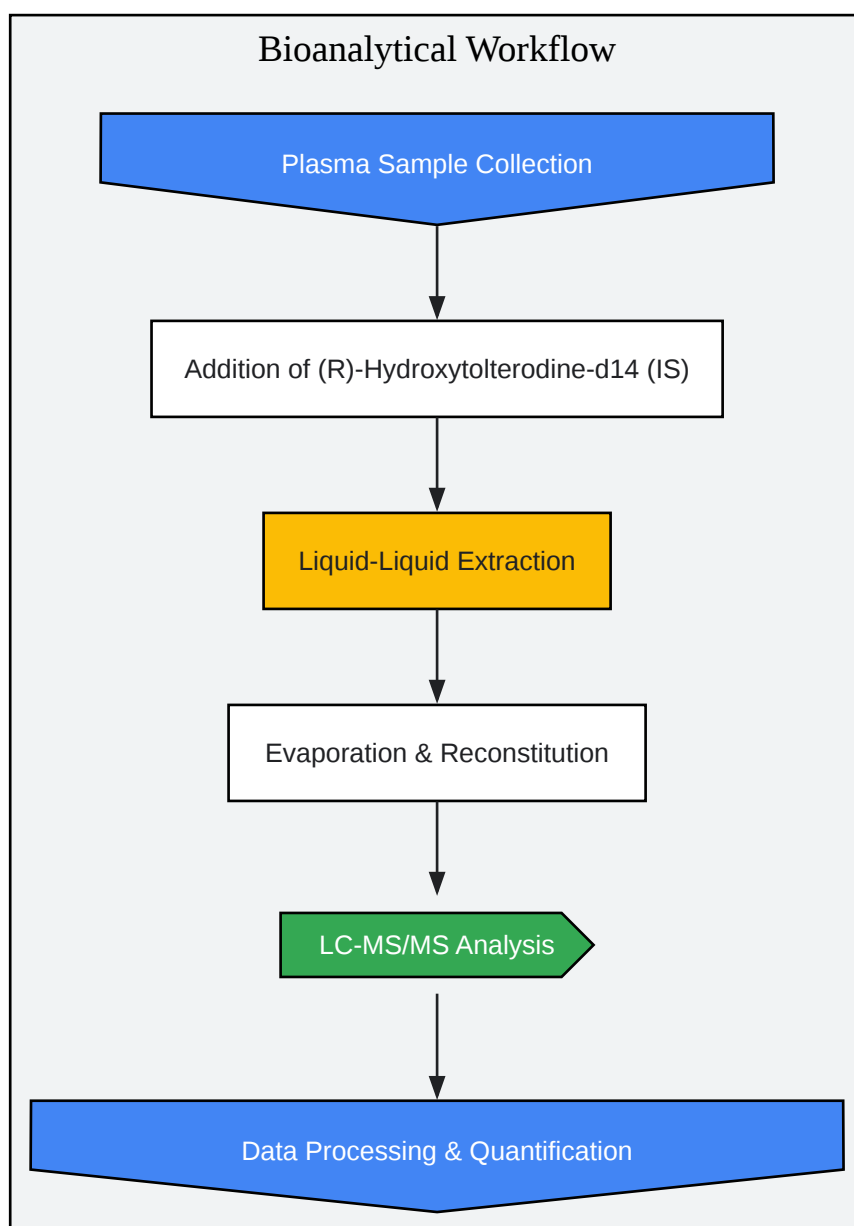 Bioanalytical Workflow
Plasma Sample Collection
Addition of (R)-Hydroxytolterodine-d14 (IS)
Liquid-Liquid Extraction
Evaporation & Reconstitution
LC-MS/MS Analysis
Data Processing & Quantification